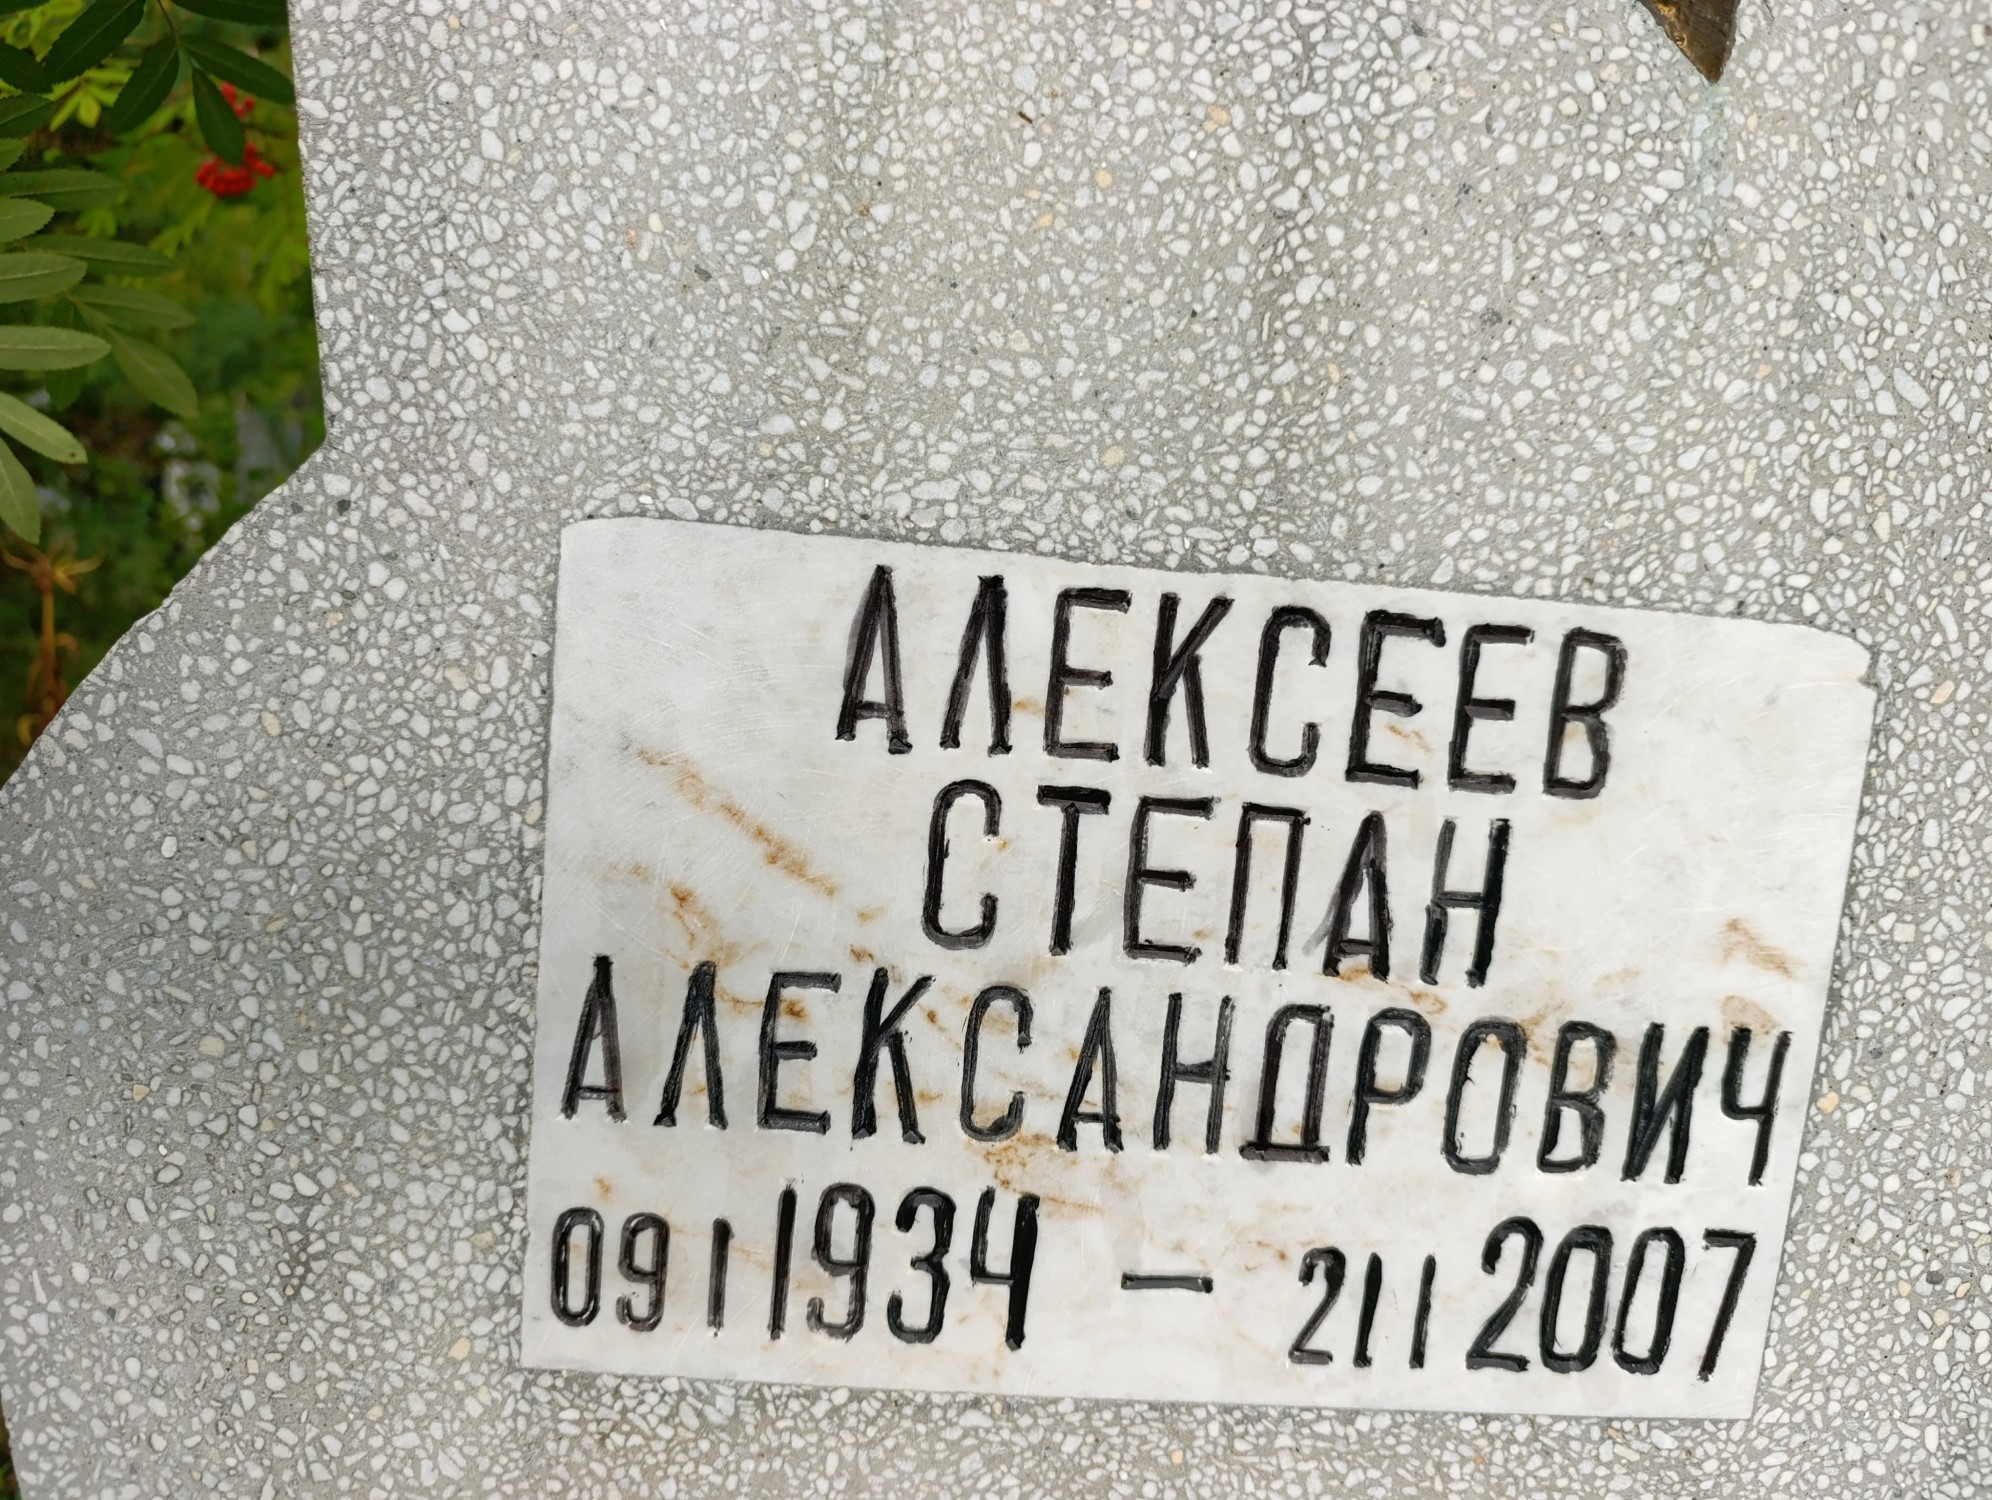 АЛЕКСЕЕВ
СТЕПАН
АЛЕКСАНДРОВИЧ
09 I 1934 — 21 I 2007